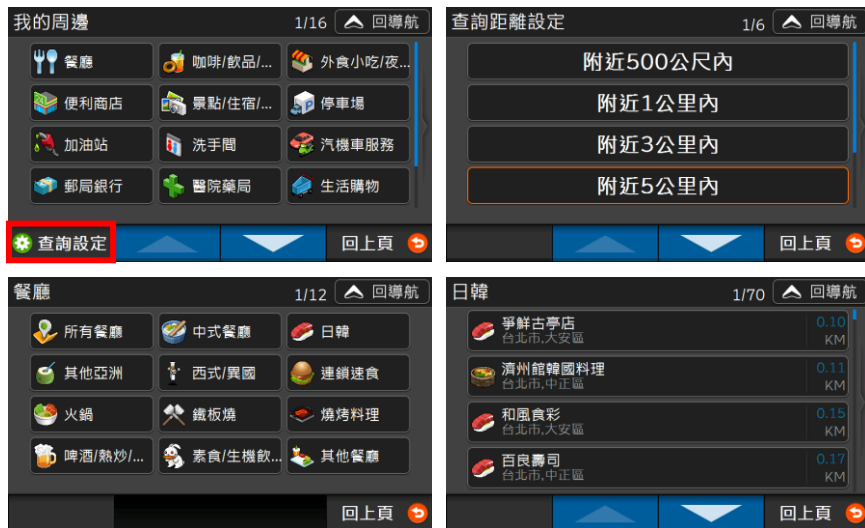 我的周邊 1/16 回導航
餐廳 咖啡/飲品/... 外食小吃/夜...
便利商店 景點/住宿/... 停車場
加油站 洗手間 汽機車服務
郵局銀行 醫院藥局 生活購物
查詢設定 回上頁
查詢距離設定 1/6 回導航
附近500公尺內
附近1公里內
附近3公里內
附近5公里內
回上頁
餐廳 1/12 回導航
所有餐廳 中式餐廳 日韓
其他亞洲 西式/異國 連鎖速食
火鍋 鐵板燒 燒烤料理
啤酒/熱炒/... 素食/生機飲... 其他餐廳
回上頁
日韓 1/70 回導航
爭鮮古亭店 0.10
台北市,大安區 KM
濟州館韓國料理 0.11
台北市,中正區 KM
和風食彩 0.15
台北市,大安區 KM
百良壽司 0.17
台北市,中正區 KM
回上頁